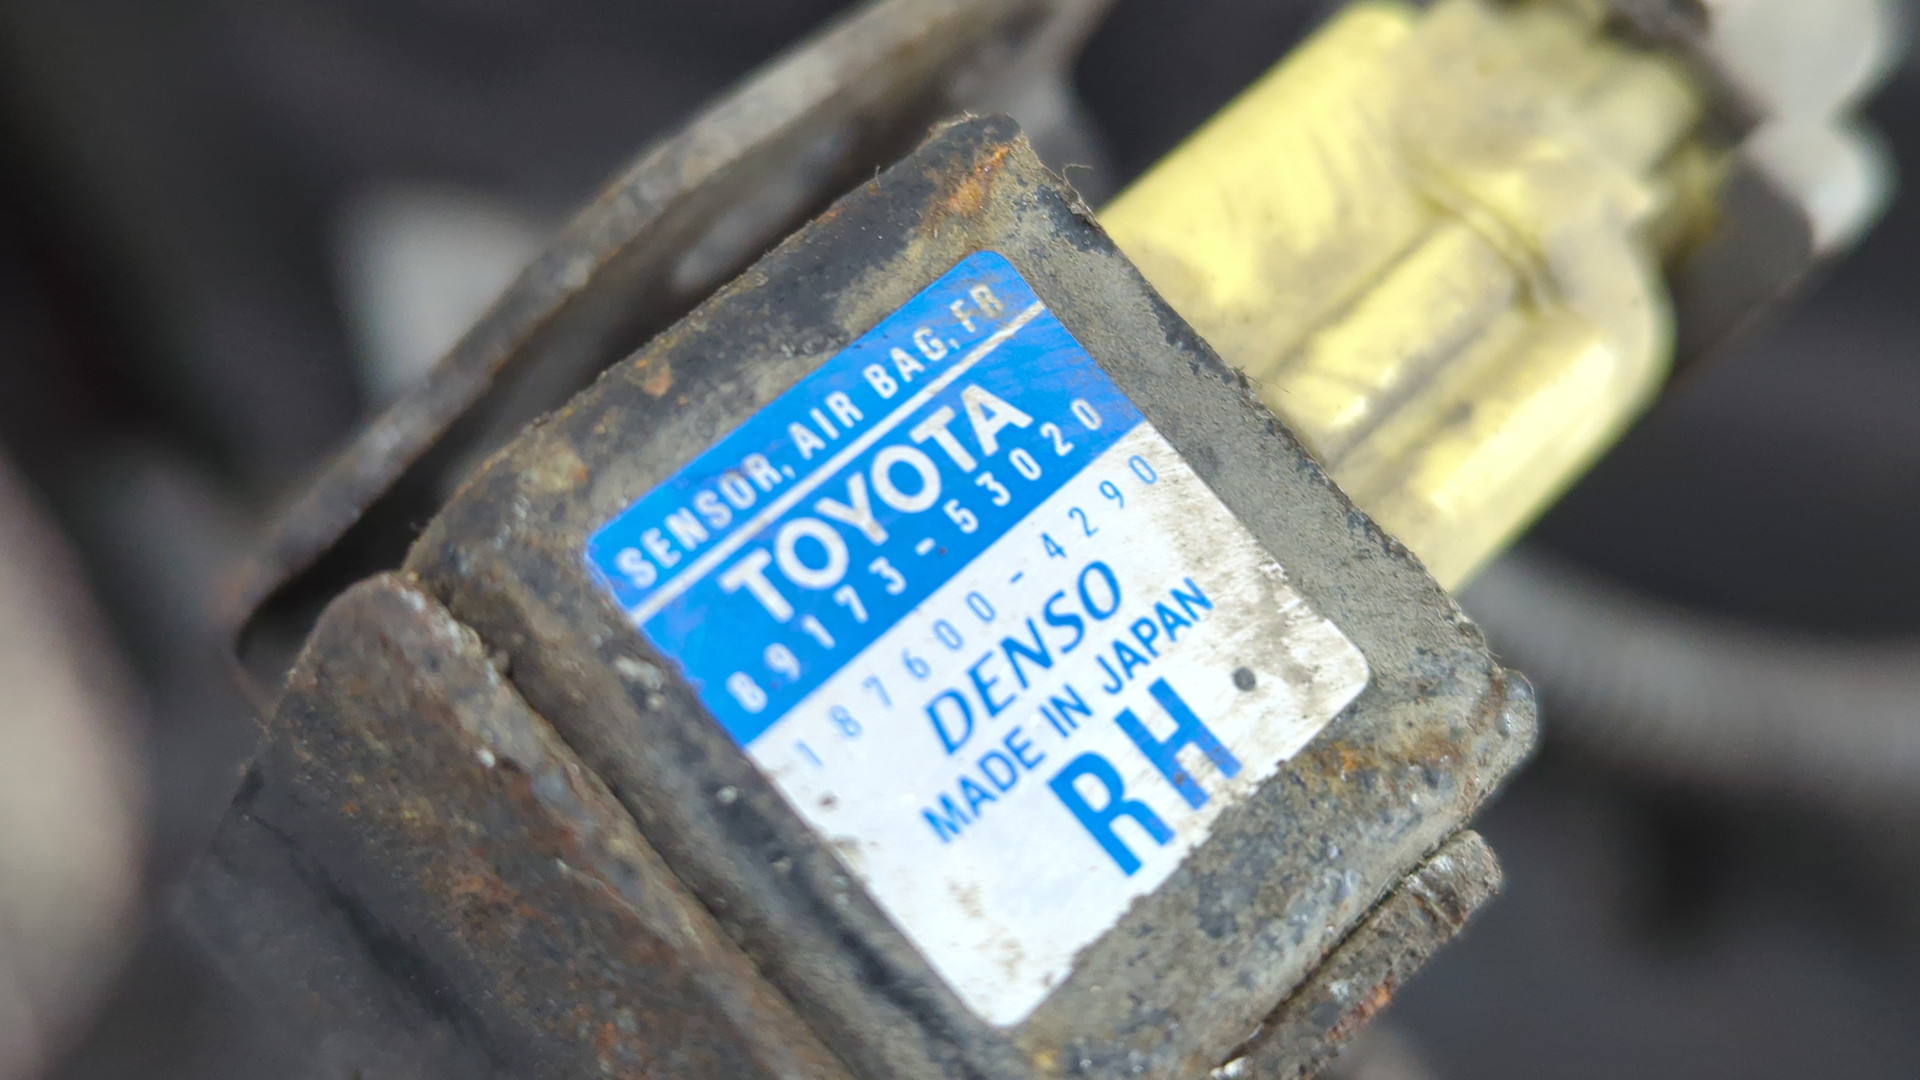 SENSOR, AIR BAG, FR
TOYOTA
89173-53020
187600-4290
DENSO
MADE IN JAPAN
RH